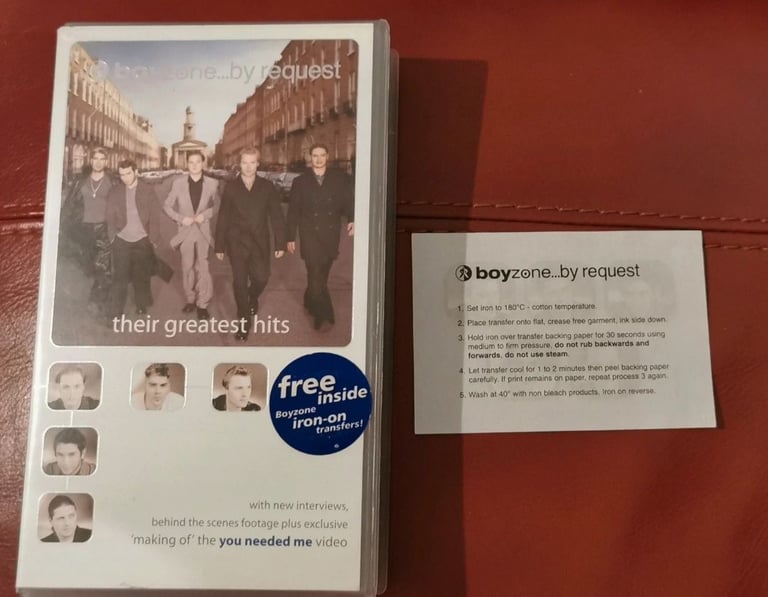 boyzone...by request
their greatest hits
free
inside
Boyzone
iron-on
transfers!
with new interviews,
behind the scenes footage plus exclusive
'making of' the you needed me video
boyzone...by request
1. Set iron to 180°C - cotton temperature.
2. Place transfer onto flat, crease free garment, ink side down.
3. Hold iron over transfer backing paper for 30 seconds using
medium to firm pressure, do not rub backwards and
forwards, do not use steam.
4. Let transfer cool for 1 to 2 minutes then peel backing paper
carefully. If print remains on paper, repeat process 3 again.
5. Wash at 40° with non bleach products. Iron on reverse.